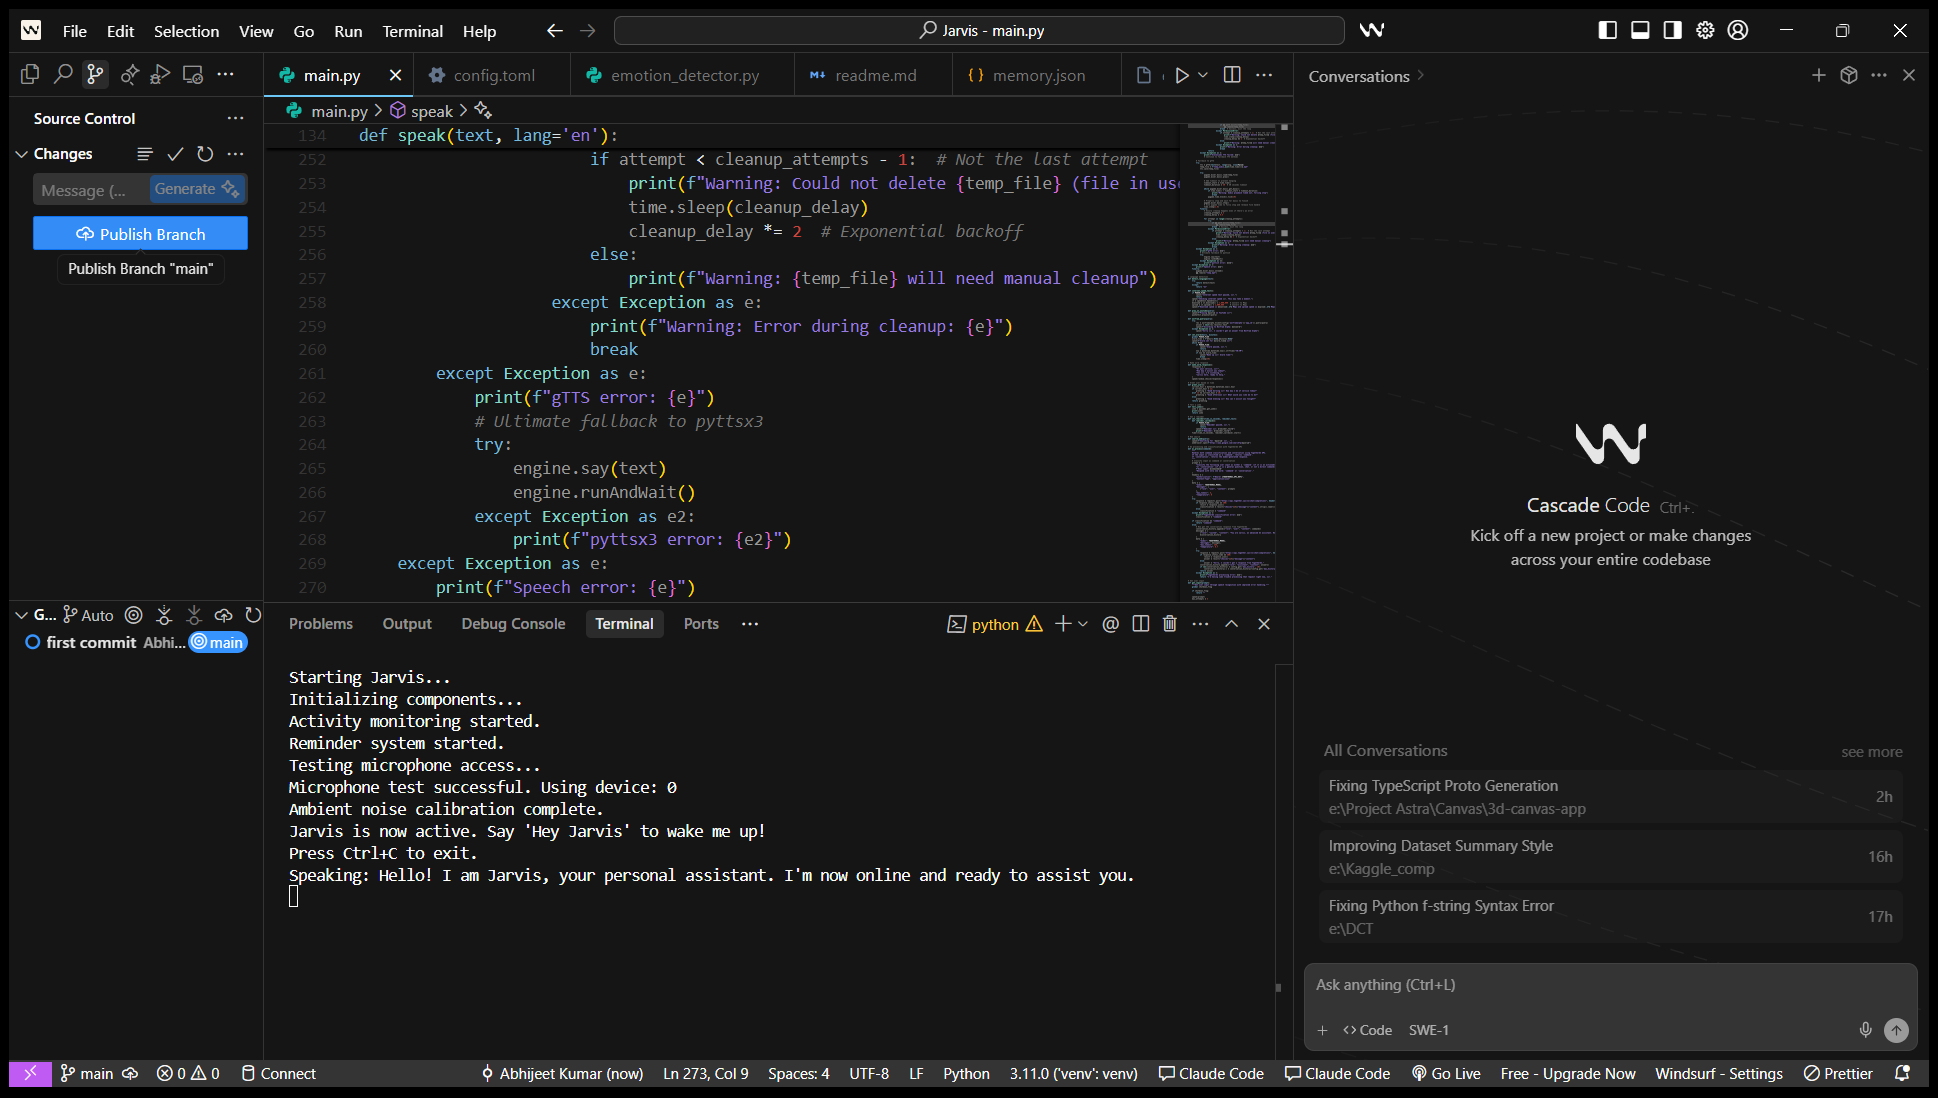 File Edit Selection View Go Run Terminal Help
Jarvis - main.py
main.py
config.toml
emotion_detector.py
readme.md
memory.json
Conversations
Source Control
main.py > speak >
Changes
Message (... Generate
Publish Branch
Publish Branch "main"
134 def speak(text, lang='en'):
252 if attempt < cleanup_attempts - 1:  # Not the last attempt
253 print(f"Warning: Could not delete {temp_file} (file in us
254 time.sleep(cleanup_delay)
255 cleanup_delay *= 2  # Exponential backoff
256 else:
257 print(f"Warning: {temp_file} will need manual cleanup")
258 except Exception as e:
259 print(f"Warning: Error during cleanup: {e}")
260 break
261 except Exception as e:
262 print(f"gTTS error: {e}")
263 # Ultimate fallback to pyttsx3
264 try:
265 engine.say(text)
266 engine.runAndWait()
267 except Exception as e2:
268 print(f"pyttsx3 error: {e2}")
269 except Exception as e:
270 print(f"Speech error: {e}")
G... Auto
first commit Abhi... main
Problems Output Debug Console Terminal Ports
python
Starting Jarvis...
Initializing components...
Activity monitoring started.
Reminder system started.
Testing microphone access...
Microphone test successful. Using device: 0
Ambient noise calibration complete.
Jarvis is now active. Say 'Hey Jarvis' to wake me up!
Press Ctrl+C to exit.
Speaking: Hello! I am Jarvis, your personal assistant. I'm now online and ready to assist you.
Cascade Code Ctrl+.
Kick off a new project or make changes
across your entire codebase
All Conversations see more
Fixing TypeScript Proto Generation
e:\Project Astra\Canvas\3d-canvas-app
2h
Improving Dataset Summary Style
e:\Kaggle_comp
16h
Fixing Python f-string Syntax Error
e:\DCT
17h
Ask anything (Ctrl+L)
+ <> Code SWE-1
main 0 0 Connect Abhijeet Kumar (now) Ln 273, Col 9 Spaces: 4 UTF-8 LF Python 3.11.0 ('venv': venv) Claude Code Claude Code Go Live Free - Upgrade Now Windsurf - Settings Prettier